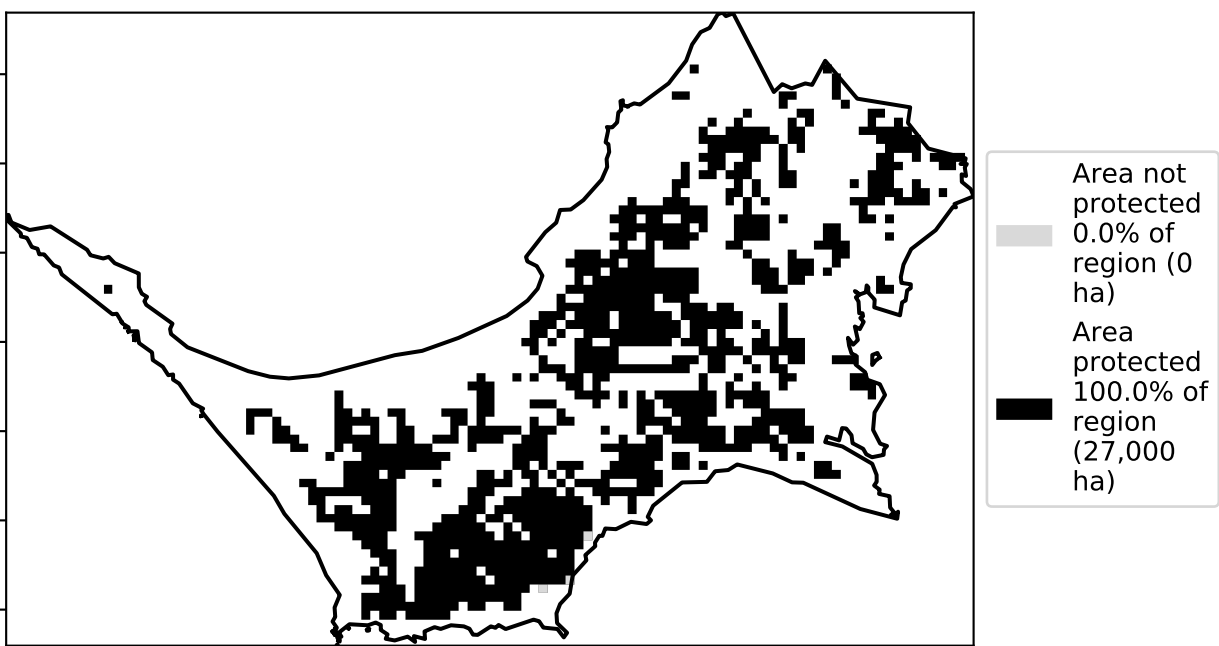 Area not
protected
0.0% of
region (0
ha)
Area
protected
100.0% of
region
(27,000
ha)